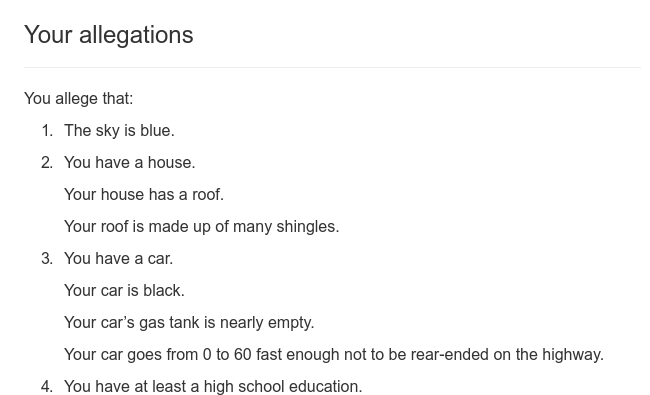 Your allegations
You allege that:
1. The sky is blue.
2. You have a house.
Your house has a roof.
Your roof is made up of many shingles.
3. You have a car.
Your car is black.
Your car’s gas tank is nearly empty.
Your car goes from 0 to 60 fast enough not to be rear-ended on the highway.
4. You have at least a high school education.